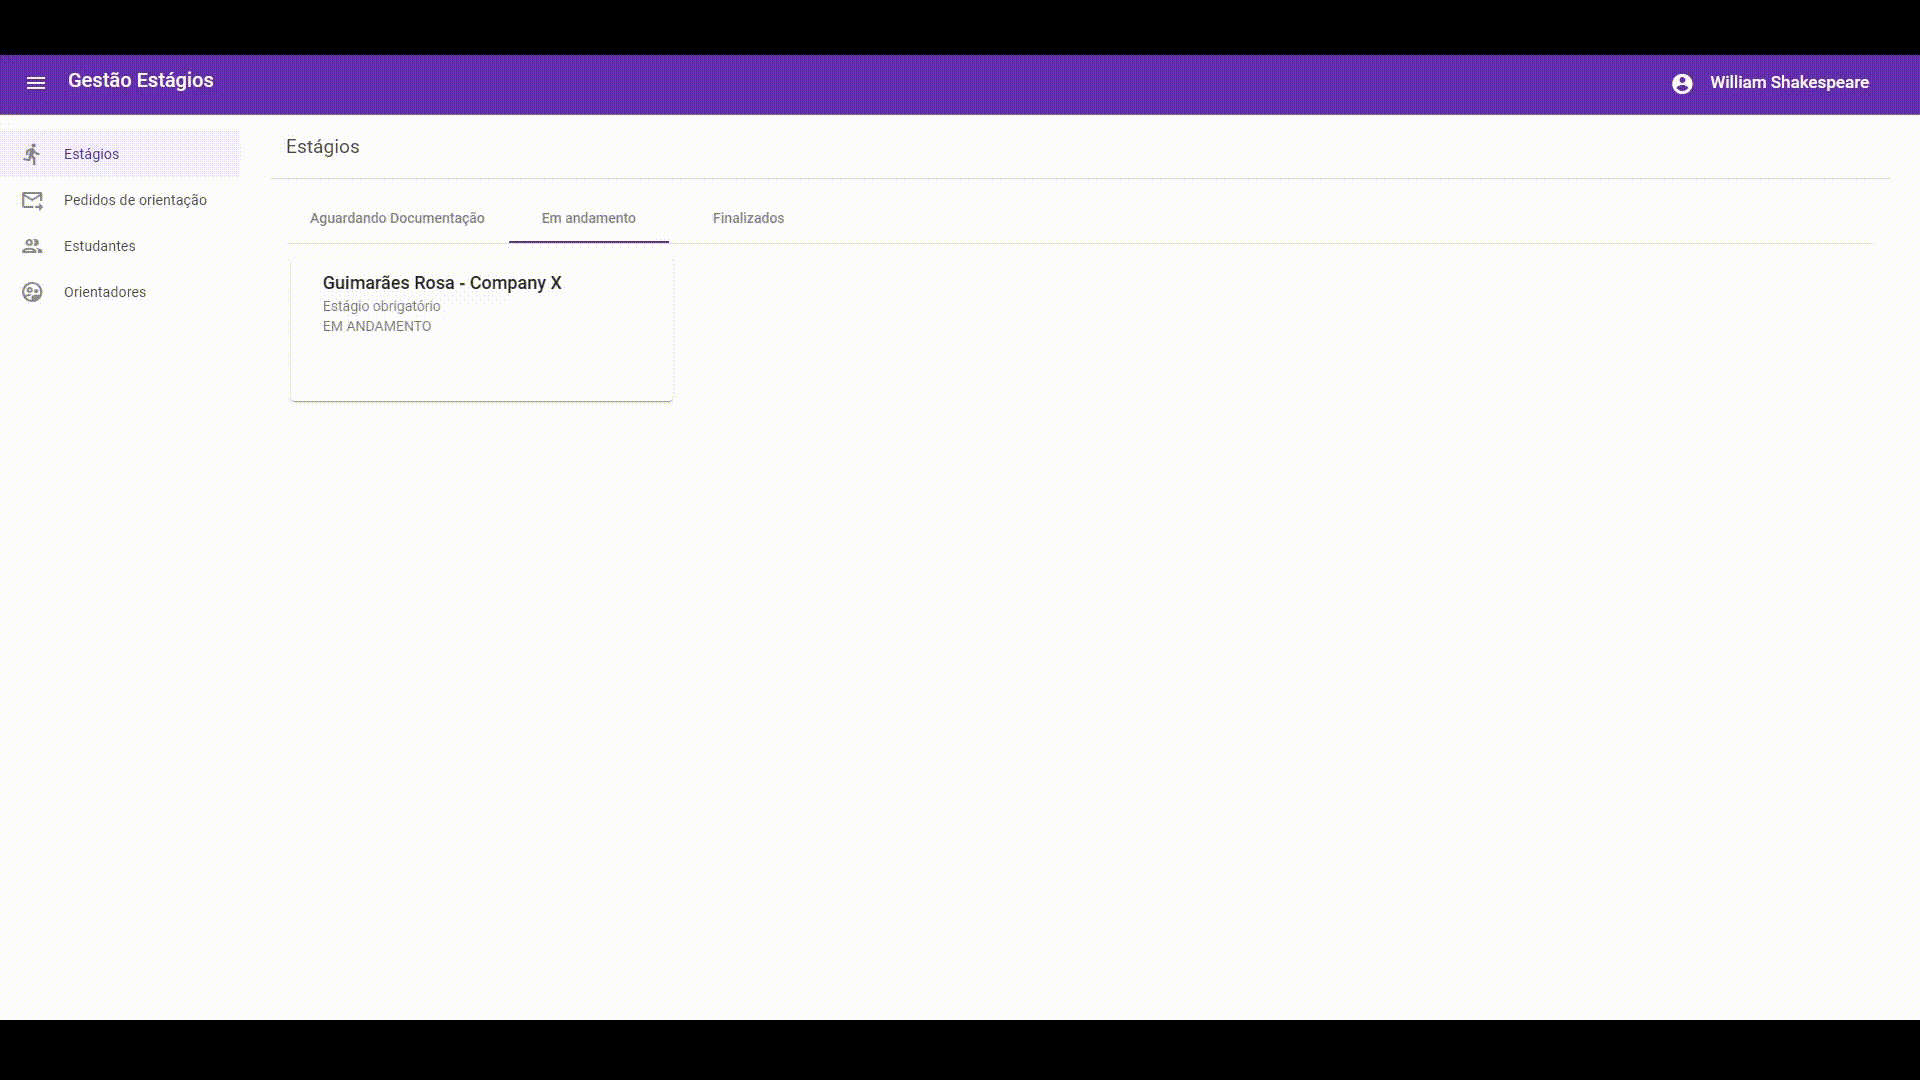 Gestão Estágios
William Shakespeare
Estágios
Pedidos de orientação
Estudantes
Orientadores
Estágios
Aguardando Documentação
Em andamento
Finalizados
Guimarães Rosa - Company X
Estágio obrigatório
EM ANDAMENTO